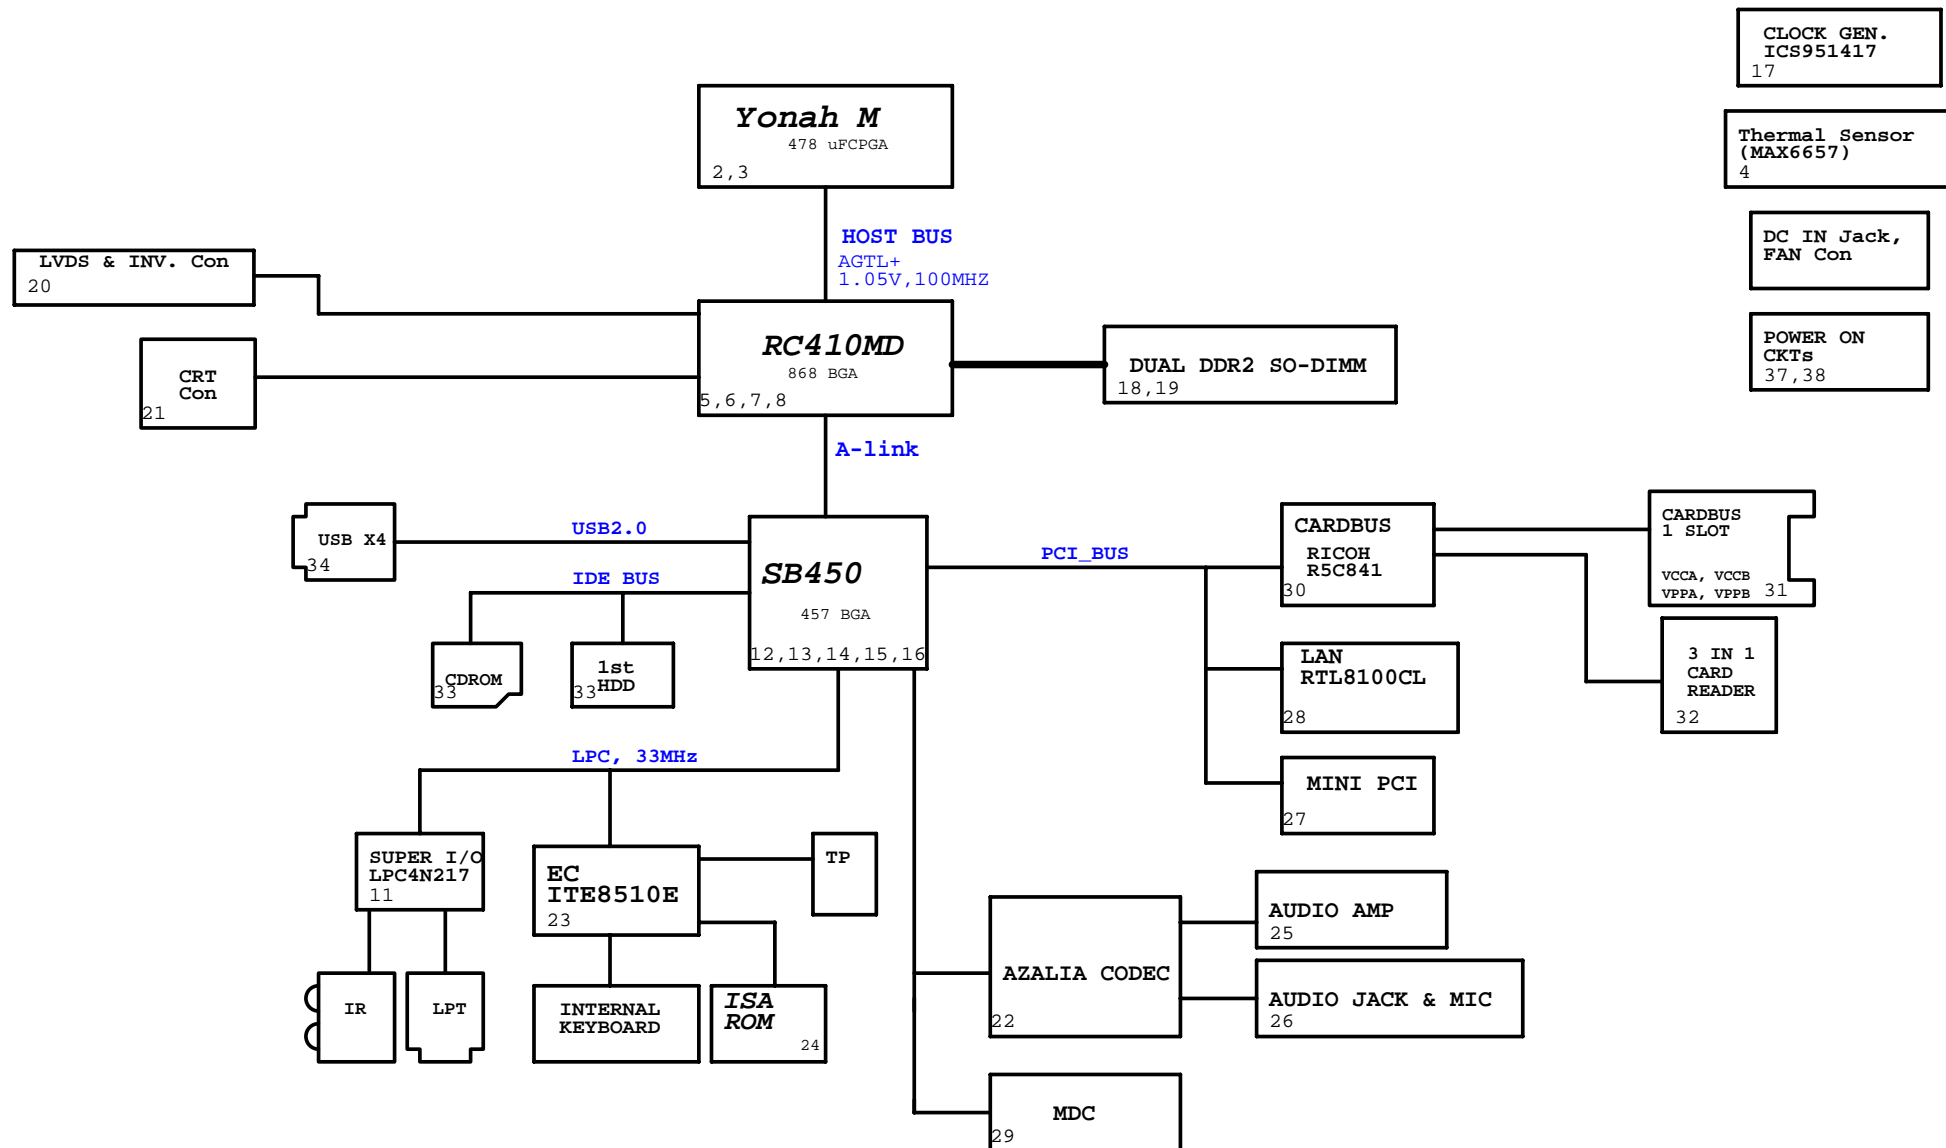 CLOCK GEN.
ICS951417
17
Yonah M
478 uFCPGA
2,3
Thermal Sensor
(MAX6657)
4
HOST BUS
AGTL+
1.05V,100MHZ
DC IN Jack,
FAN Con
LVDS & INV. Con
20
RC410MD
868 BGA
5,6,7,8
DUAL DDR2 SO-DIMM
18,19
POWER ON
CKTs
37,38
CRT
Con
21
A-link
USB X4
34
USB2.0
IDE BUS
SB450
457 BGA
12,13,14,15,16
PCI_BUS
CARDBUS
RICOH
R5C841
30
CARDBUS
1 SLOT
VCCA, VCCB
VPPA, VPPB 31
CDROM
33
1st
HDD
33
LAN
RTL8100CL
28
3 IN 1
CARD
READER
32
LPC, 33MHz
MINI PCI
27
SUPER I/O
LPC4N217
11
EC
ITE8510E
23
TP
AZALIA CODEC
22
AUDIO AMP
25
AUDIO JACK & MIC
26
IR
LPT
INTERNAL
KEYBOARD
ISA
ROM
24
MDC
29